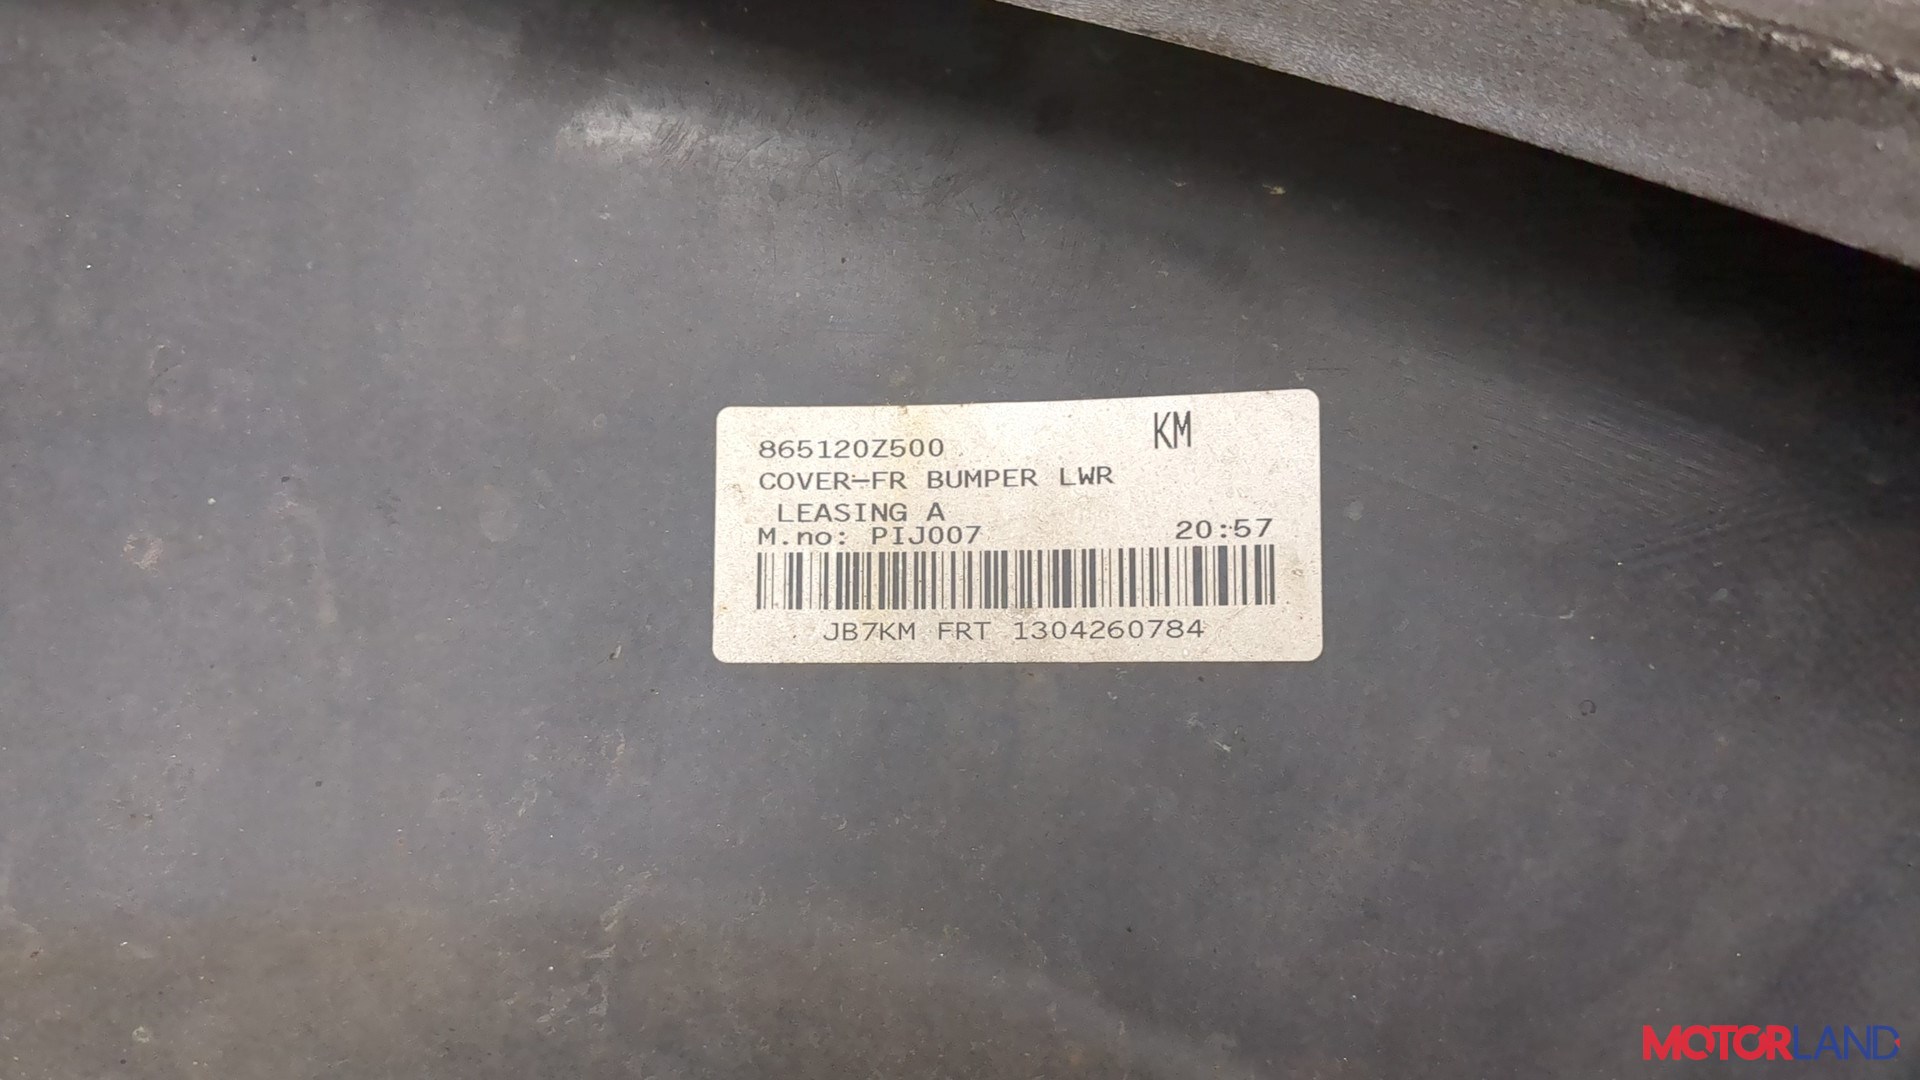 865120Z500
KM
COVER-FR BUMPER LWR
LEASING A
M.no: PIJ007
20:57
JB7KM FRT 1304260784
MOTORLAND